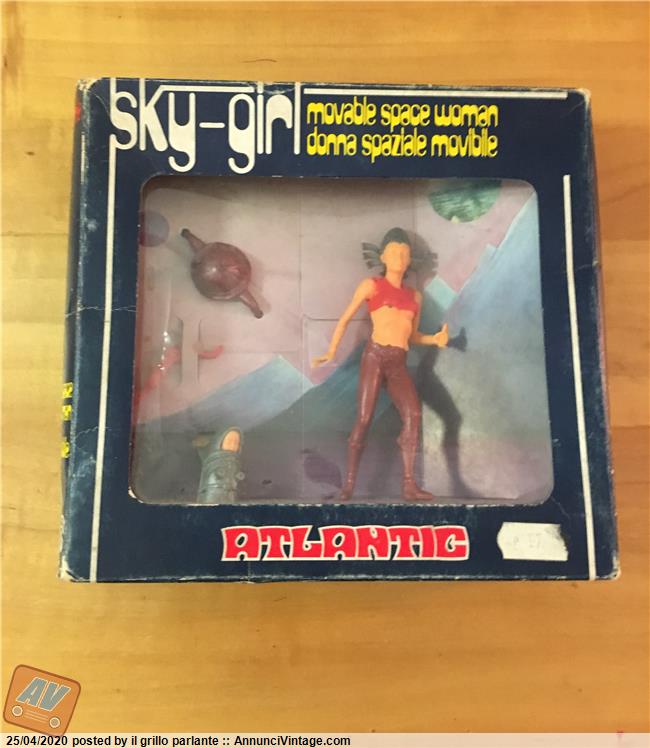 sky-girl
movable space woman
donna spaziale movibile
ATLANTIC
AV
25/04/2020 posted by il grillo parlante :: AnnunciVintage.com